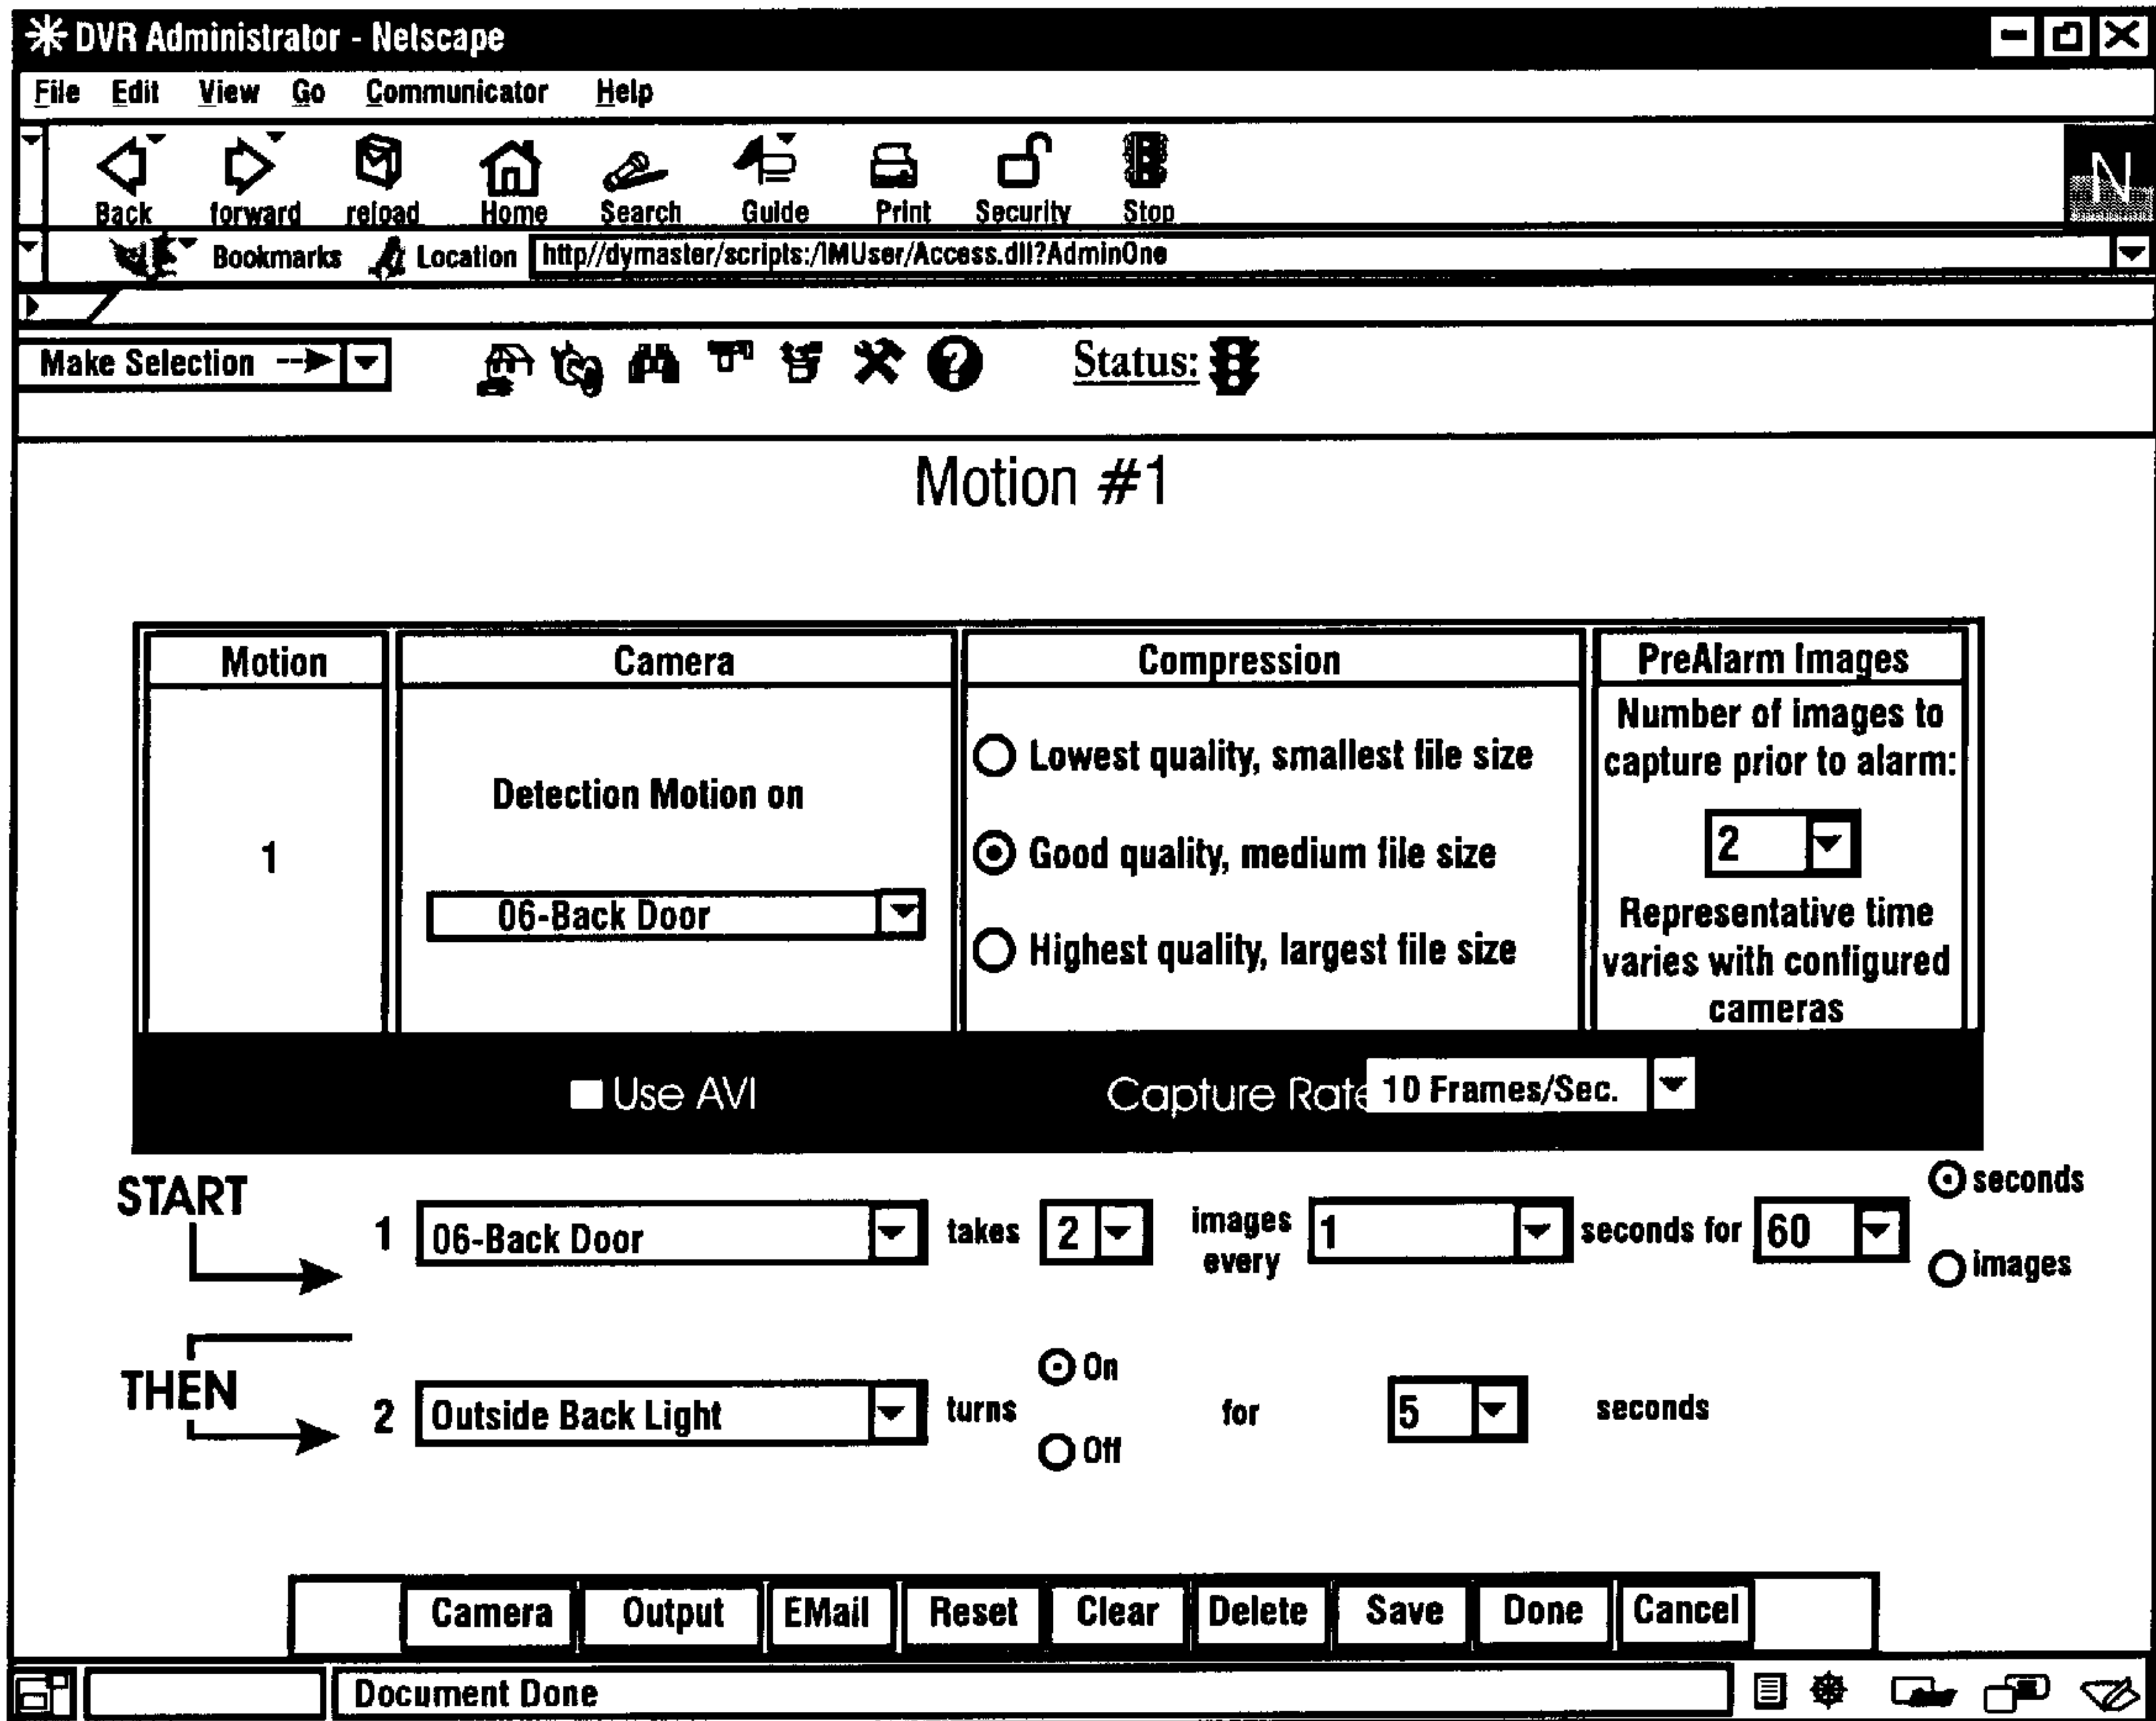 DVR Administrator - Netscape
File Edit View Go Communicator Help
Back forward reload Home Search Guide Print Security Stop
N
Bookmarks Location http//dymaster/scripts:/IMUser/Access.dll?AdminOne
Make Selection --> ? Status:
Motion #1
Motion Camera Compression PreAlarm Images
1
Detection Motion on
06-Back Door
Lowest quality, smallest file size
Good quality, medium file size
Highest quality, largest file size
Number of images to
capture prior to alarm:
2
Representative time
varies with configured
cameras
Use AVI Capture Rate 10 Frames/Sec.
START
1 06-Back Door takes 2 images every 1 seconds for 60 seconds
images
THEN
2 Outside Back Light turns On
Off
for 5 seconds
Camera Output EMail Reset Clear Delete Save Done Cancel
Document Done